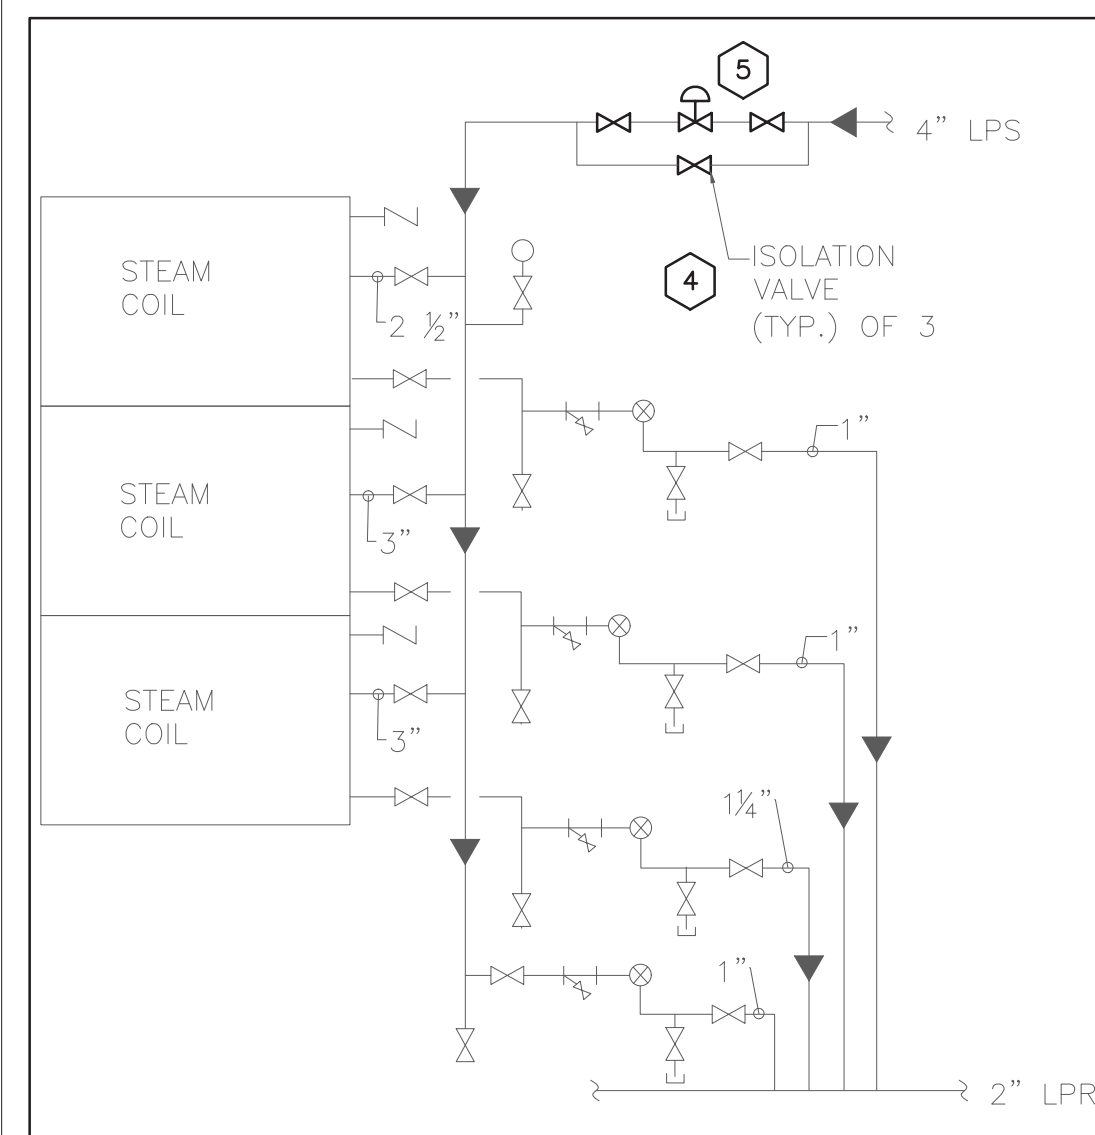 5
4” LPS
4
ISOLATION
VALVE
(TYP.) OF 3
STEAM
COIL
2 ½”
1”
STEAM
COIL
3”
1”
STEAM
COIL
3”
1¼”
1”
2” LPR